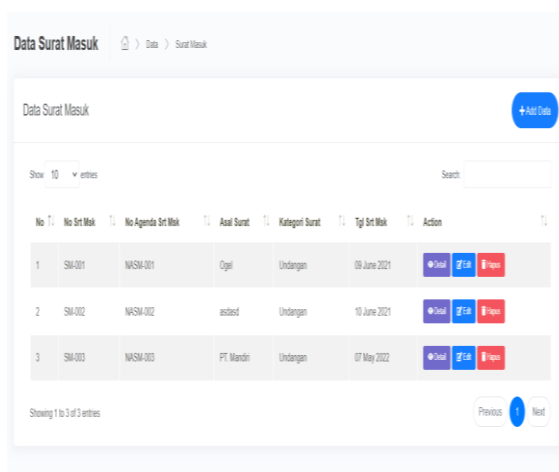 Data Surat Masuk Data > Surat Masuk
Data Surat Masuk +Add Data
Show 10 entries Search:
No No Srt Msk No Agenda Srt Msk Asal Surat Kategori Surat Tgl Srt Msk Action
1 SM-001 NASM-001 Ogel Undangan 09 June 2021 Detail Edit Hapus
2 SM-002 NASM-002 asdasd Undangan 10 June 2021 Detail Edit Hapus
3 SM-003 NASM-003 PT. Mandiri Undangan 07 May 2022 Detail Edit Hapus
Showing 1 to 3 of 3 entries Previous 1 Next